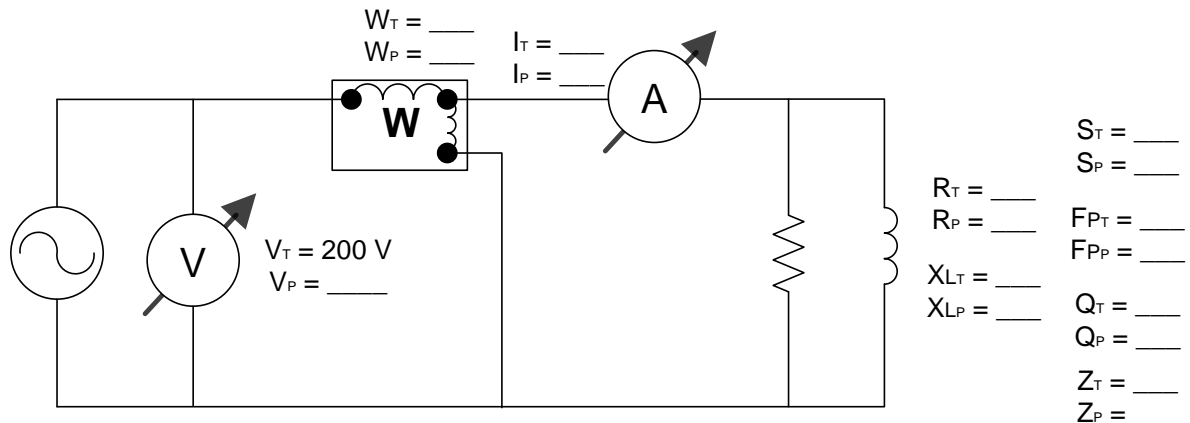 WT = ___
WP = ___
IT = ___
IP = ___
W
A
V
VT = 200 V
VP = ____
RT = ___
RP = ___
XLT = ___
XLP = ___
ST = ___
SP = ___
FPT = ___
FPP = ___
QT = ___
QP = ___
ZT = ___
ZP =